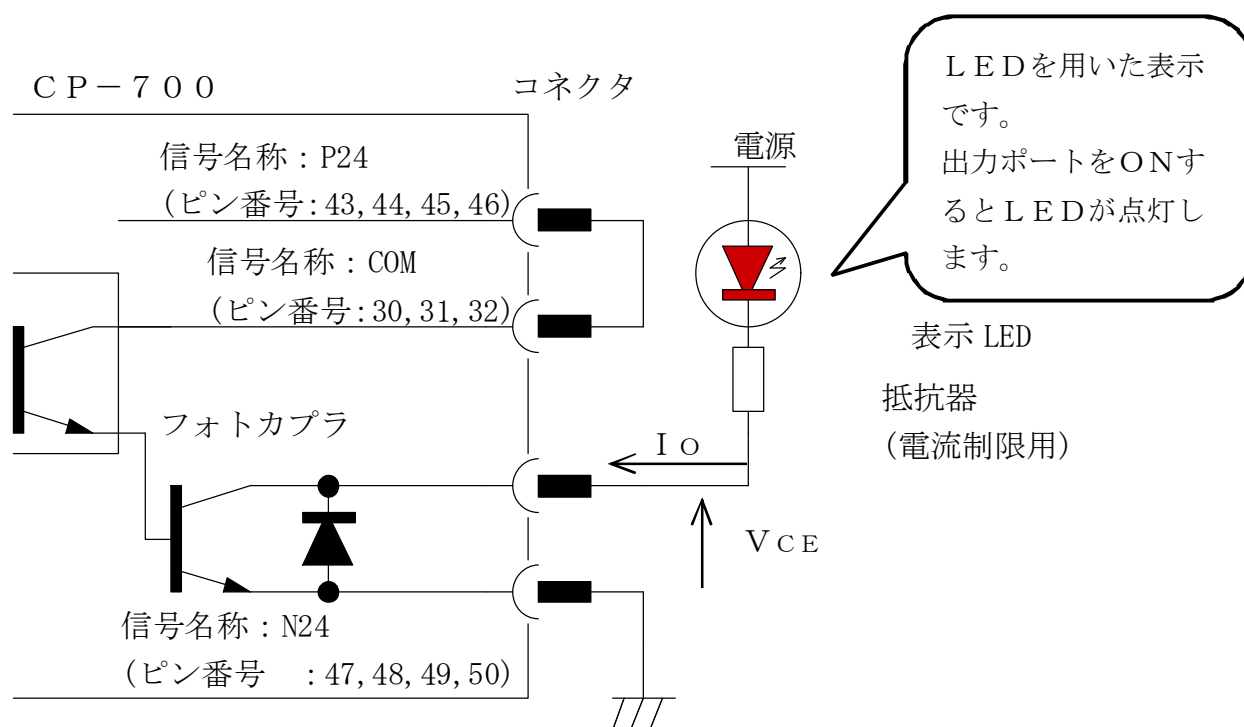 ＣＰ－７００
コネクタ
信号名称：P24
(ピン番号:43,44,45,46)
信号名称：COM
(ピン番号:30,31,32)
フォトカプラ
信号名称：N24
(ピン番号　:47,48,49,50)
電源
ＬＥＤを用いた表示
です。
出力ポートをＯＮす
るとＬＥＤが点灯し
ます。
表示 LED
抵抗器
(電流制限用)
Ｉｏ
ＶCE